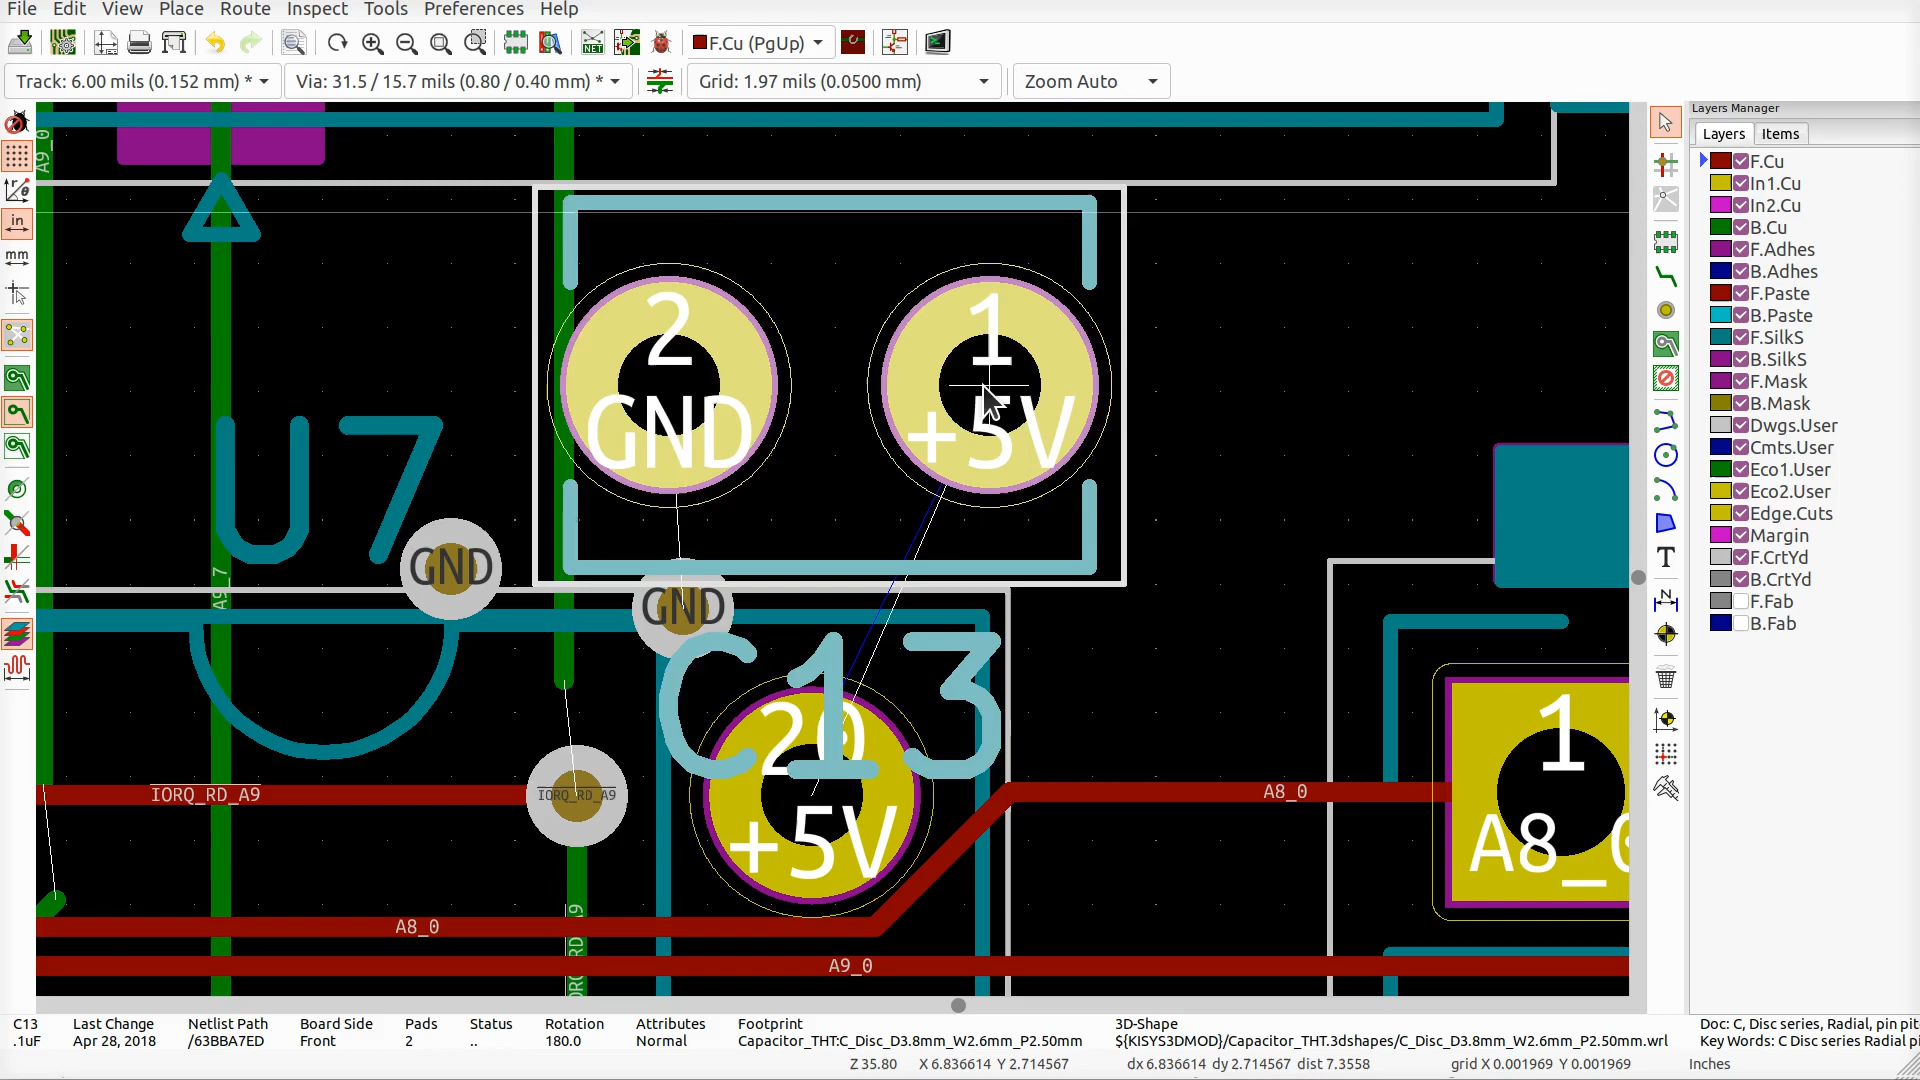 File Edit View Place Route Inspect Tools Preferences Help
F.Cu (PgUp)
Track: 6.00 mils (0.152 mm) *
Via: 31.5 / 15.7 mils (0.80 / 0.40 mm) *
Grid: 1.97 mils (0.0500 mm)
Zoom Auto
NET
in
mm
Layers Manager
Layers Items
F.Cu
In1.Cu
In2.Cu
B.Cu
F.Adhes
B.Adhes
F.Paste
B.Paste
F.SilkS
B.SilkS
F.Mask
B.Mask
Dwgs.User
Cmts.User
Eco1.User
Eco2.User
Edge.Cuts
Margin
F.CrtYd
B.CrtYd
F.Fab
B.Fab
A9_0
2
GND
1
+5V
U7
A9_7
GND
GND
C13
20
+5V
IORQ_RD_A9
IORQ_RD_A9
A8_0
1
A8_0
A8_0
A9_0
C13 Last Change Netlist Path Board Side Pads Status Rotation Attributes Footprint 3D-Shape Doc: C, Disc series, Radial, pin pit
.1uF Apr 28, 2018 /63BBA7ED Front 2 .. 180.0 Normal Capacitor_THT:C_Disc_D3.8mm_W2.6mm_P2.50mm ${KISYS3DMOD}/Capacitor_THT.3dshapes/C_Disc_D3.8mm_W2.6mm_P2.50mm.wrl Key Words: C Disc series Radial p
Z 35.80 X 6.836614 Y 2.714567 dx 6.836614 dy 2.714567 dist 7.3558 grid X 0.001969 Y 0.001969 Inches